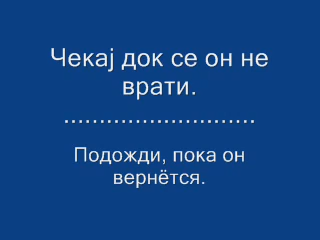 Чекај док се он не
врати.
...........................
Подожди, пока он
вернётся.